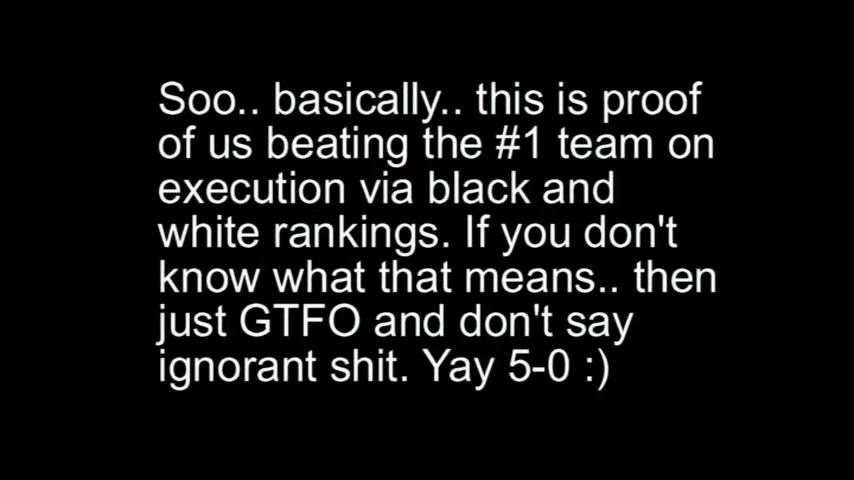 Soo.. basically.. this is proof
of us beating the #1 team on
execution via black and
white rankings. If you don't
know what that means.. then
just GTFO and don't say
ignorant shit. Yay 5-0 :)